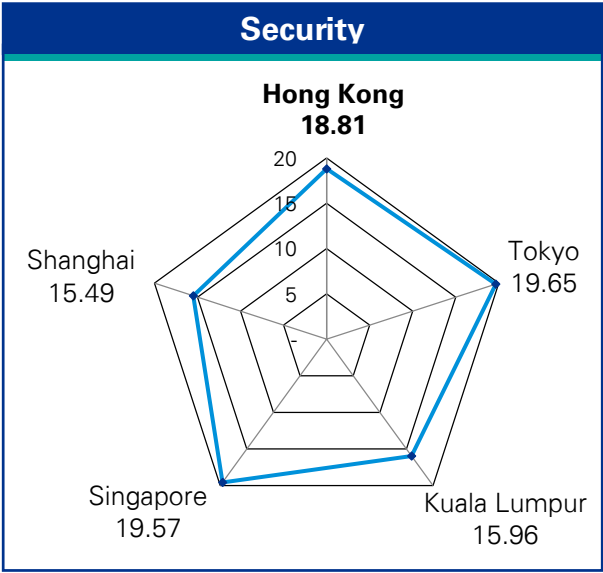 Security
Hong Kong
18.81
20
15
10
5
-
Tokyo
19.65
Shanghai
15.49
Singapore
19.57
Kuala Lumpur
15.96